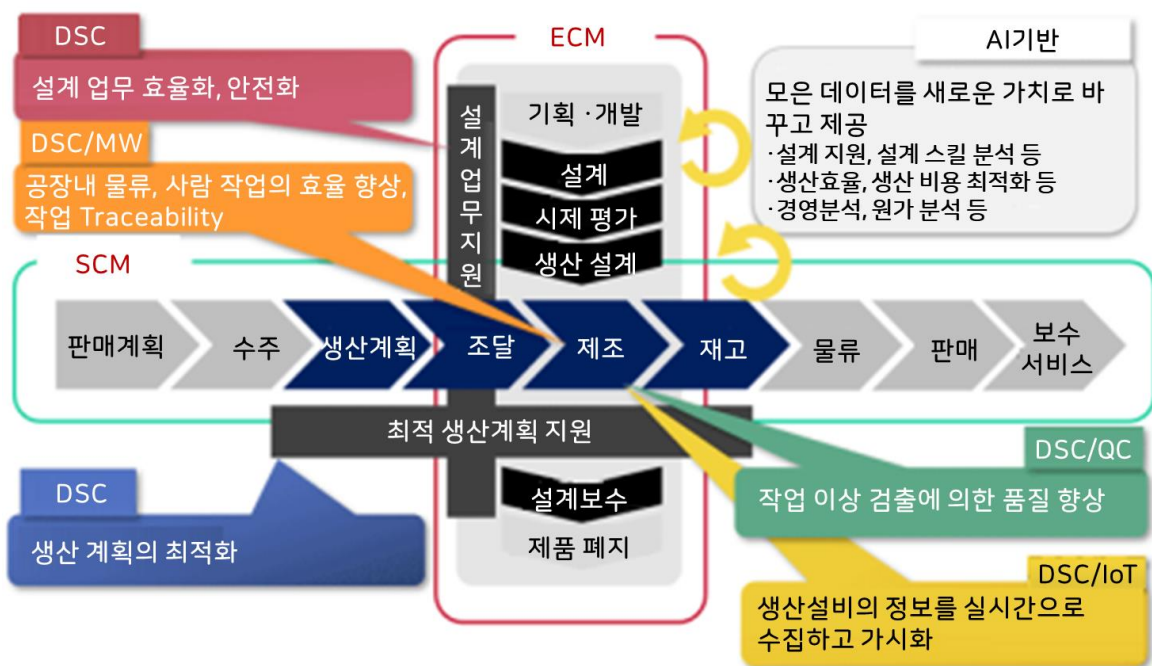 DSC
설계 업무 효율화, 안전화
DSC/MW
공장내 물류, 사람 작업의 효율 향상,
작업 Traceability
ECM
설계업무지원
기획·개발
설계
시제 평가
생산 설계
AI기반
모은 데이터를 새로운 가치로 바
꾸고 제공
·설계 지원, 설계 스킬 분석 등
·생산효율, 생산 비용 최적화 등
·경영분석, 원가 분석 등
SCM
판매계획
수주
생산계획
조달
제조
재고
물류
판매
보수
서비스
최적 생산계획 지원
DSC
생산 계획의 최적화
설계보수
제품 폐지
DSC/QC
작업 이상 검출에 의한 품질 향상
DSC/IoT
생산설비의 정보를 실시간으로
수집하고 가시화